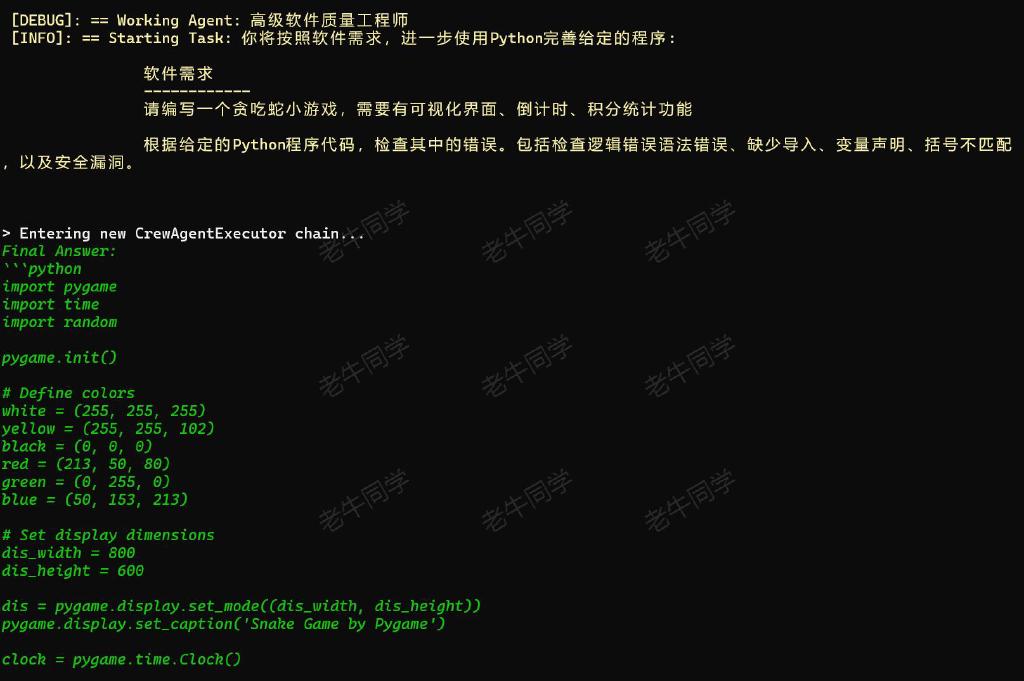 [DEBUG]: == Working Agent: 高级软件质量工程师
[INFO]: == Starting Task: 你将按照软件需求，进一步使用Python完善给定的程序：
软件需求
------------
请编写一个贪吃蛇小游戏，需要有可视化界面、倒计时、积分统计功能
根据给定的Python程序代码，检查其中的错误。包括检查逻辑错误语法错误、缺少导入、变量声明、括号不匹配
，以及安全漏洞。
> Entering new CrewAgentExecutor chain...
Final Answer:
```python
import pygame
import time
import random
pygame.init()
# Define colors
white = (255, 255, 255)
yellow = (255, 255, 102)
black = (0, 0, 0)
red = (213, 50, 80)
green = (0, 255, 0)
blue = (50, 153, 213)
# Set display dimensions
dis_width = 800
dis_height = 600
dis = pygame.display.set_mode((dis_width, dis_height))
pygame.display.set_caption('Snake Game by Pygame')
clock = pygame.time.Clock()
老牛同学 老牛同学 老牛同学
老牛同学 老牛同学 老牛同学
老牛同学 老牛同学 老牛同学